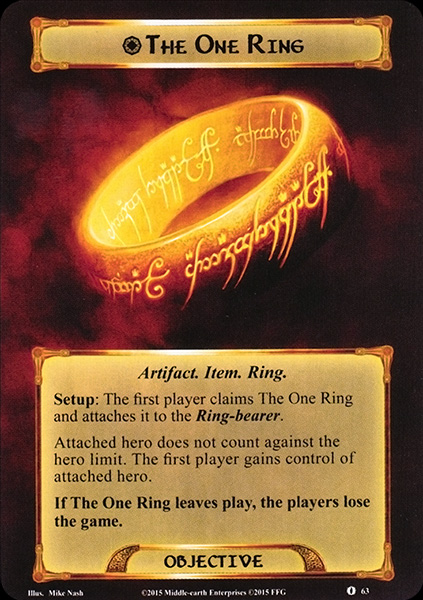 The One Ring
Artifact. Item. Ring.
Setup: The first player claims The One Ring
and attaches it to the Ring-bearer.
Attached hero does not count against the
hero limit. The first player gains control of
attached hero.
If The One Ring leaves play, the players lose
the game.
OBJECTIVE
Illus. Mike Nash ©2015 Middle-earth Enterprises ©2015 FFG 63